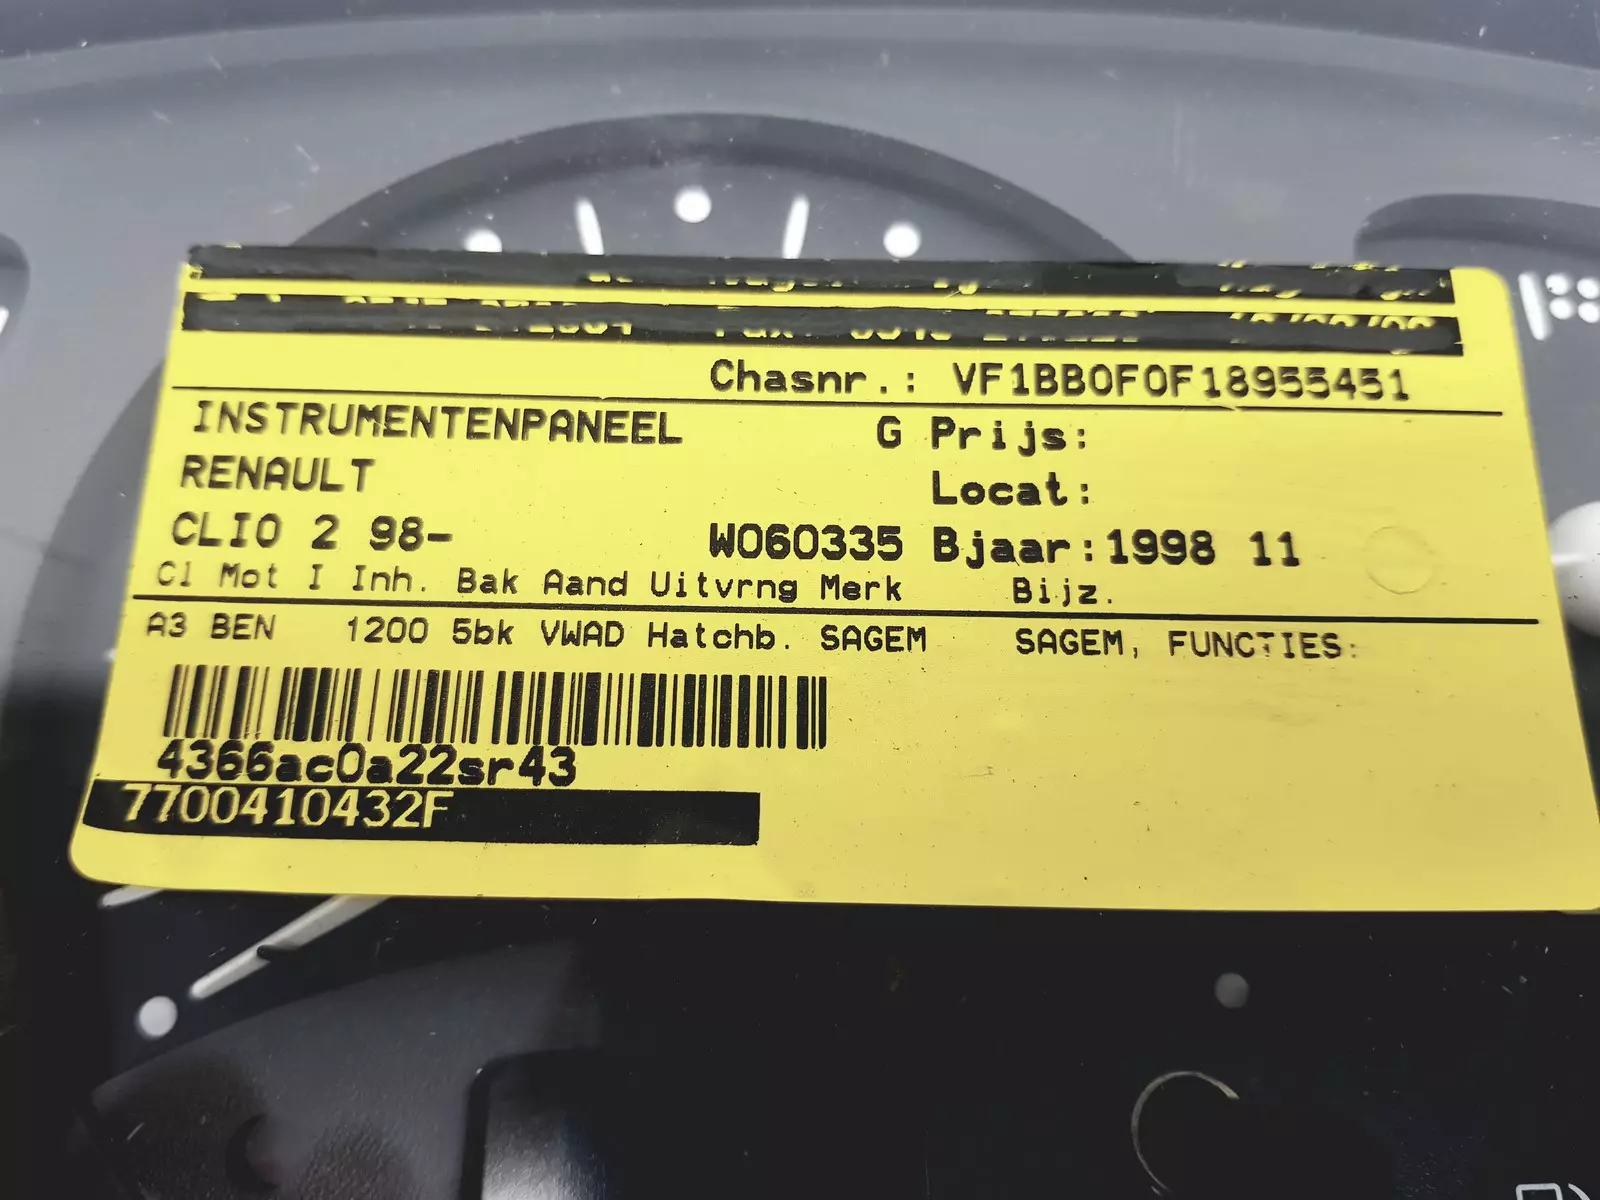 Chasnr.: VF1BB0F0F18955451
INSTRUMENTENPANEEL G Prijs:
RENAULT Locat:
CLIO 2 98- W060335 Bjaar:1998 11
Cl Mot I Inh. Bak Aand Uitvrng Merk Bijz.
A3 BEN 1200 5bk VWAD Hatchb. SAGEM SAGEM, FUNCTIES:
4366ac0a22sr43
7700410432F